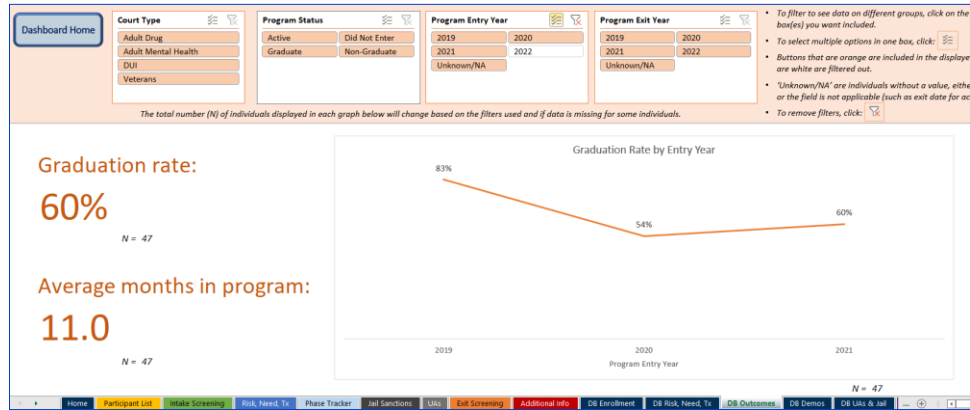 Dashboard Home
Court Type
Adult Drug
Adult Mental Health
DUI
Veterans
Program Status
Active Did Not Enter
Graduate Non-Graduate
Program Entry Year
2019 2020
2021 2022
Unknown/NA
Program Exit Year
2019 2020
2021 2022
Unknown/NA
• To filter to see data on different groups, click on the
box(es) you want included.
• To select multiple options in one box, click:
• Buttons that are orange are included in the displaye
are white are filtered out.
• 'Unknown/NA' are individuals without a value, eithe
or the field is not applicable (such as exit date for ac
• To remove filters, click:
The total number (N) of individuals displayed in each graph below will change based on the filters used and if data is missing for some individuals.
Graduation rate:
60%
N = 47
Average months in program:
11.0
N = 47
Graduation Rate by Entry Year
83%
54%
60%
2019 2020 2021
Program Entry Year
N = 47
Home Participant List Intake Screening Risk, Need, Tx Phase Tracker Jail Sanctions UAs Exit Screening Additional Info DB Enrollment DB Risk, Need, Tx DB Outcomes DB Demos DB UAs & Jail ...